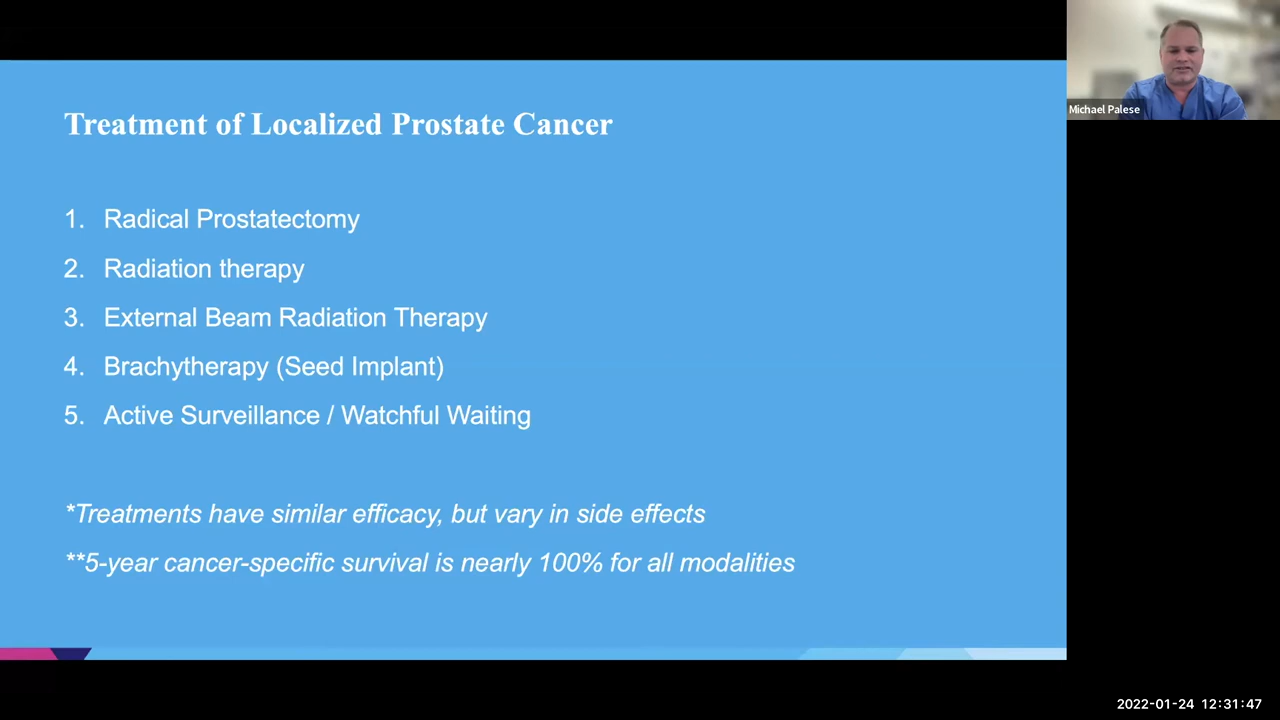 Treatment of Localized Prostate Cancer
1. Radical Prostatectomy
2. Radiation therapy
3. External Beam Radiation Therapy
4. Brachytherapy (Seed Implant)
5. Active Surveillance / Watchful Waiting
*Treatments have similar efficacy, but vary in side effects
**5-year cancer-specific survival is nearly 100% for all modalities
Michael Palese
2022-01-24 12:31:47